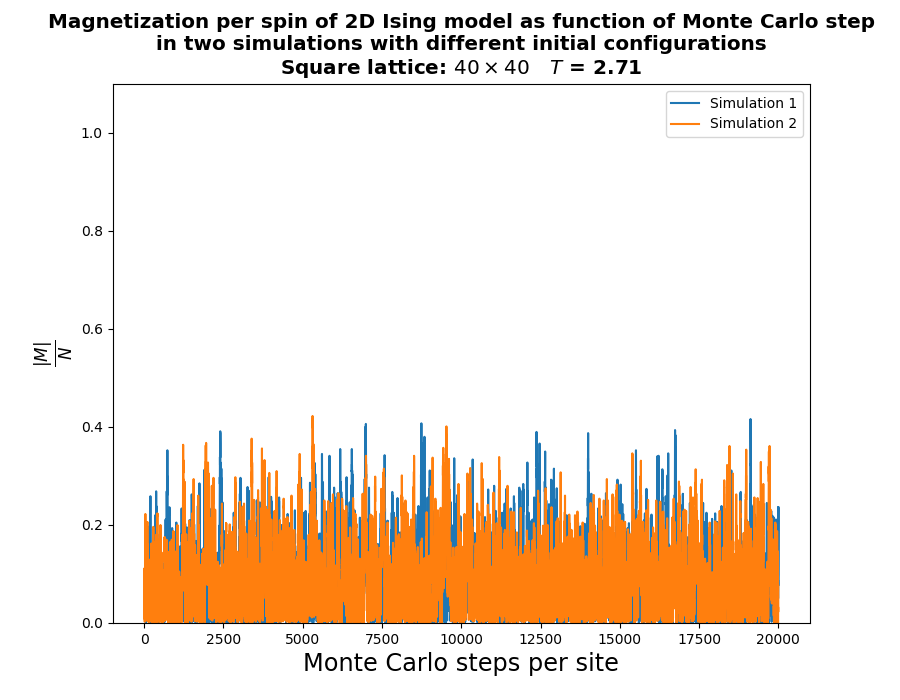 Magnetization per spin of 2D Ising model as function of Monte Carlo step
in two simulations with different initial configurations
Square lattice: 40 × 40 T = 2.71
Simulation 1
Simulation 2
1.0
0.8
0.6
0.4
0.2
0.0
|M|
N
0 2500 5000 7500 10000 12500 15000 17500 20000
Monte Carlo steps per site